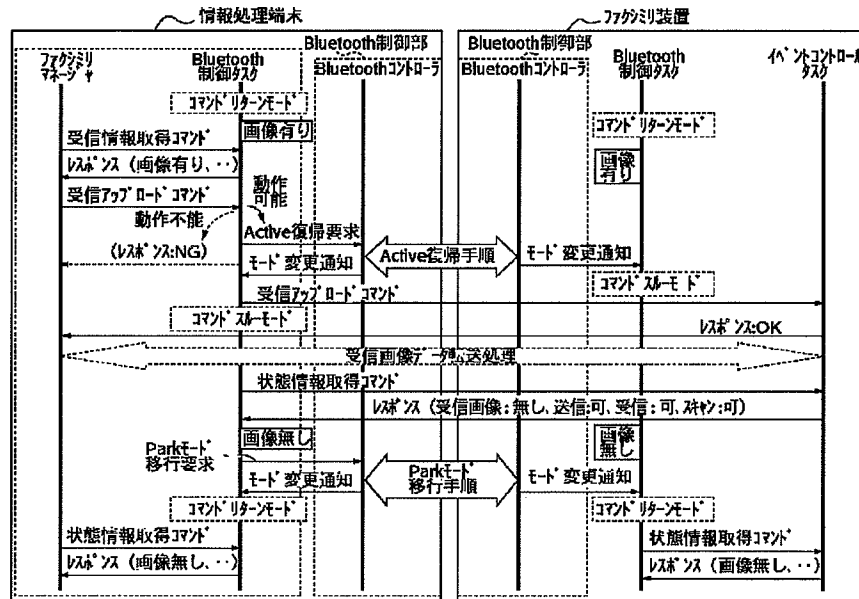 情報処理端末
ファクシミリ装置
Bluetooth制御部
Bluetooth制御部
ファクシミリ
マネージャ
Bluetooth
制御タスク
Bluetoothコントローラ
Bluetoothコントローラ
Bluetooth
制御タスク
イベントコントロール
タスク
コマンドリターンモード
コマンドリターンモード
画像有り
受信情報取得コマンド
画像
有り
レスポンス（画像有り、‥）
動作
可能
受信アップロードコマンド
動作不能
Active復帰要求
(レスポンス:NG)
Active復帰手順
モード変更通知
モード変更通知
コマンドスルーモード
受信アップロードコマンド
コマンドスルーモード
レスポンス:OK
受信画像データ転送処理
状態情報取得コマンド
レスポンス（受信画像：無し、送信:可、受信：可、スキャン:可）
画像無し
画像
無し
Parkモード
移行要求
Parkモード
移行手順
モード変更通知
モード変更通知
コマンドリターンモード
コマンドリターンモード
状態情報取得コマンド
状態情報取得コマンド
レスポンス（画像無し、‥）
レスポンス（画像無し、‥）